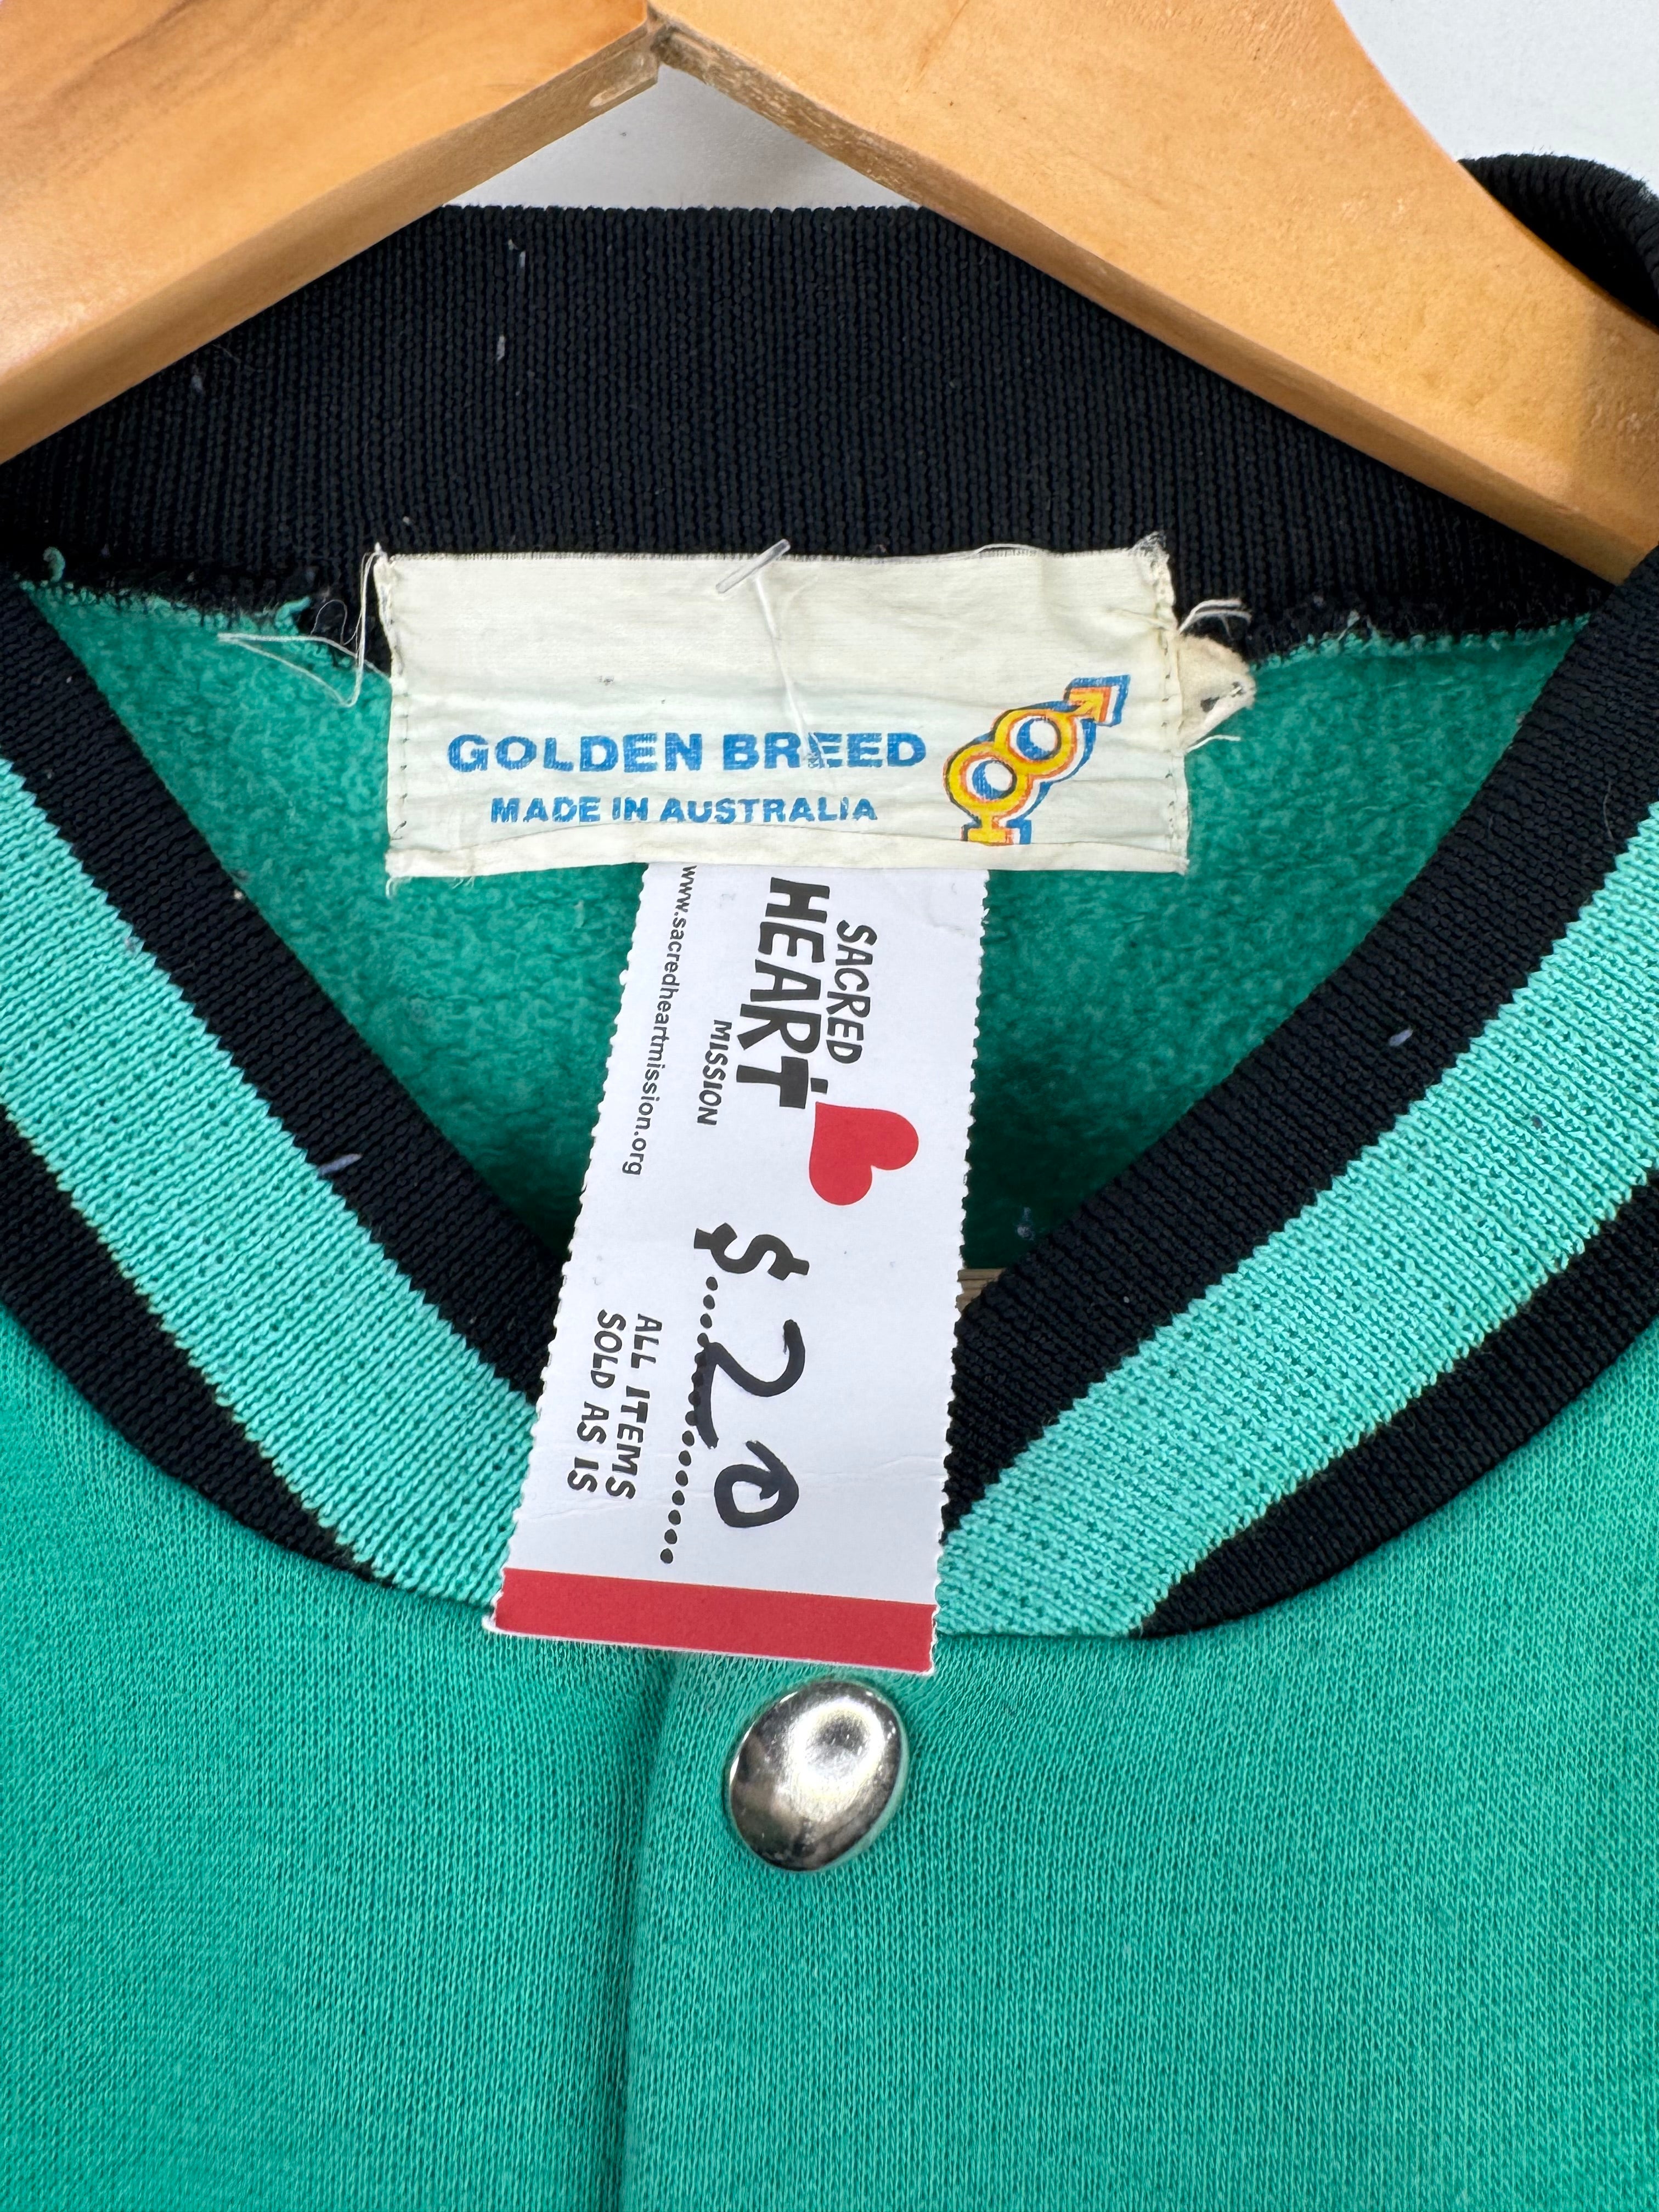 GOLDEN BREED
MADE IN AUSTRALIA
SACRED
HEART
MISSION
www.sacredheartmission.org
$ 20
ALL ITEMS
SOLD AS IS